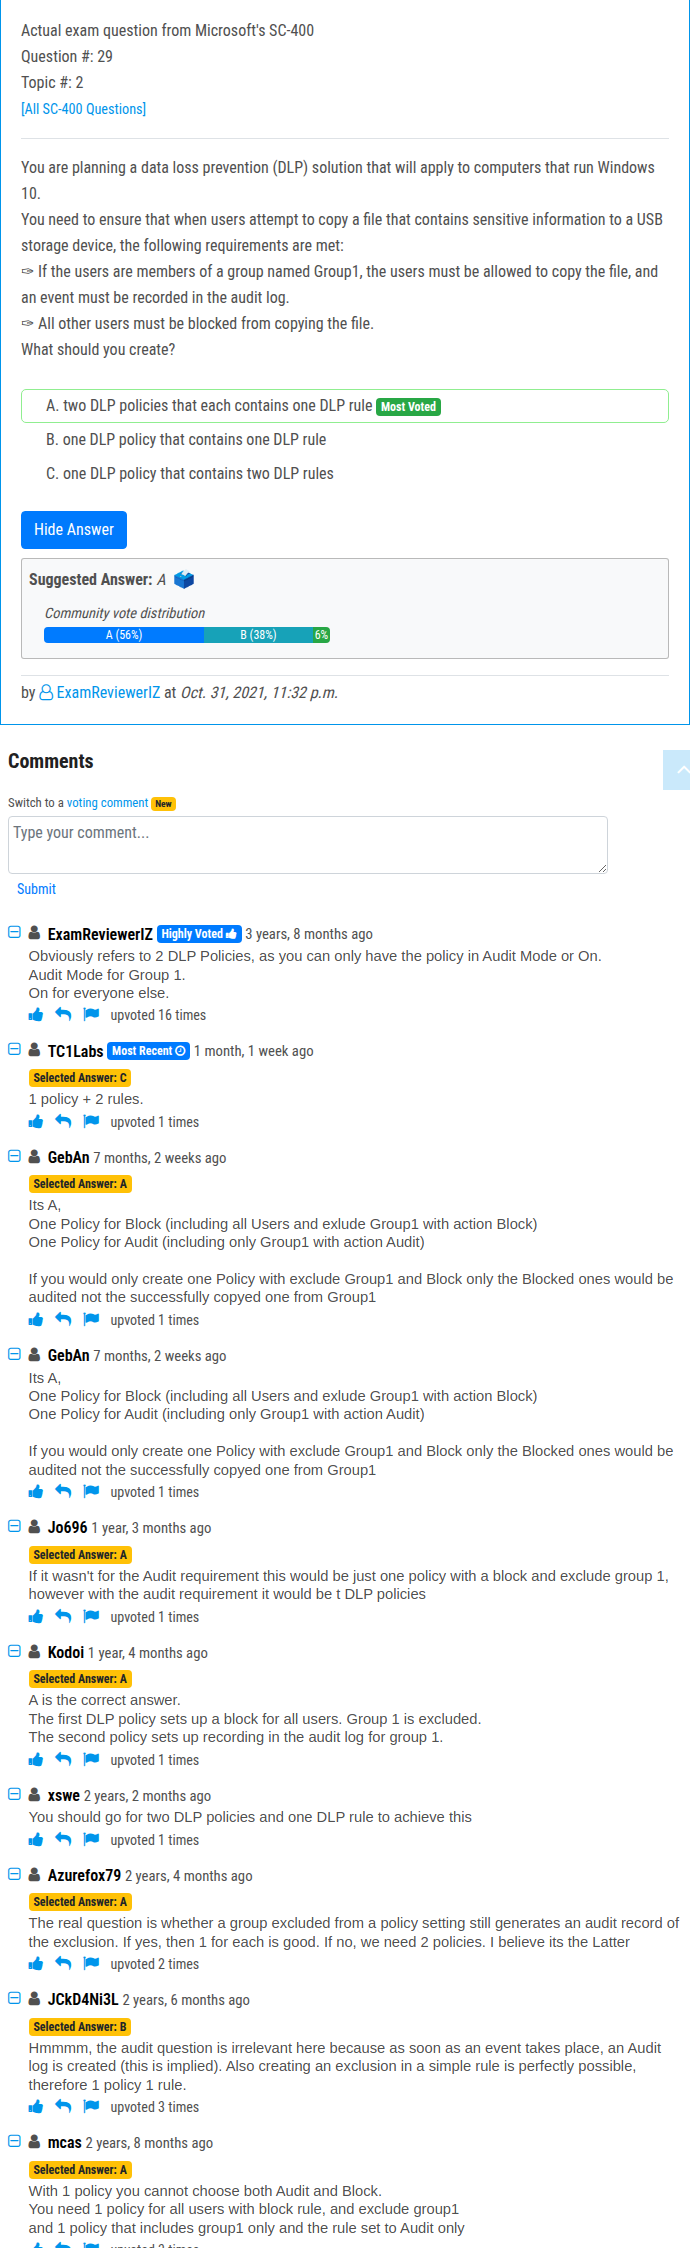 Actual exam question from Microsoft's SC-400
Question #: 29
Topic #: 2
[All SC-400 Questions]
You are planning a data loss prevention (DLP) solution that will apply to computers that run Windows
10.
You need to ensure that when users attempt to copy a file that contains sensitive information to a USB
storage device, the following requirements are met:
✑ If the users are members of a group named Group1, the users must be allowed to copy the file, and
an event must be recorded in the audit log.
✑ All other users must be blocked from copying the file.
What should you create?
A. two DLP policies that each contains one DLP rule Most Voted
B. one DLP policy that contains one DLP rule
C. one DLP policy that contains two DLP rules
Hide Answer
Suggested Answer: A
Community vote distribution
A (56%) B (38%) 6%
by ExamReviewerIZ at Oct. 31, 2021, 11:32 p.m.
Comments
Switch to a voting comment New
Type your comment...
Submit
ExamReviewerIZ Highly Voted 3 years, 8 months ago
Obviously refers to 2 DLP Policies, as you can only have the policy in Audit Mode or On.
Audit Mode for Group 1.
On for everyone else.
upvoted 16 times
TC1Labs Most Recent 1 month, 1 week ago
Selected Answer: C
1 policy + 2 rules.
upvoted 1 times
GebAn 7 months, 2 weeks ago
Selected Answer: A
Its A,
One Policy for Block (including all Users and exlude Group1 with action Block)
One Policy for Audit (including only Group1 with action Audit)
If you would only create one Policy with exclude Group1 and Block only the Blocked ones would be
audited not the successfully copyed one from Group1
upvoted 1 times
GebAn 7 months, 2 weeks ago
Its A,
One Policy for Block (including all Users and exlude Group1 with action Block)
One Policy for Audit (including only Group1 with action Audit)
If you would only create one Policy with exclude Group1 and Block only the Blocked ones would be
audited not the successfully copyed one from Group1
upvoted 1 times
Jo696 1 year, 3 months ago
Selected Answer: A
If it wasn't for the Audit requirement this would be just one policy with a block and exclude group 1,
however with the audit requirement it would be t DLP policies
upvoted 1 times
Kodoi 1 year, 4 months ago
Selected Answer: A
A is the correct answer.
The first DLP policy sets up a block for all users. Group 1 is excluded.
The second policy sets up recording in the audit log for group 1.
upvoted 1 times
xswe 2 years, 2 months ago
You should go for two DLP policies and one DLP rule to achieve this
upvoted 1 times
Azurefox79 2 years, 4 months ago
Selected Answer: A
The real question is whether a group excluded from a policy setting still generates an audit record of
the exclusion. If yes, then 1 for each is good. If no, we need 2 policies. I believe its the Latter
upvoted 2 times
JCkD4Ni3L 2 years, 6 months ago
Selected Answer: B
Hmmmm, the audit question is irrelevant here because as soon as an event takes place, an Audit
log is created (this is implied). Also creating an exclusion in a simple rule is perfectly possible,
therefore 1 policy 1 rule.
upvoted 3 times
mcas 2 years, 8 months ago
Selected Answer: A
With 1 policy you cannot choose both Audit and Block.
You need 1 policy for all users with block rule, and exclude group1
and 1 policy that includes group1 only and the rule set to Audit only